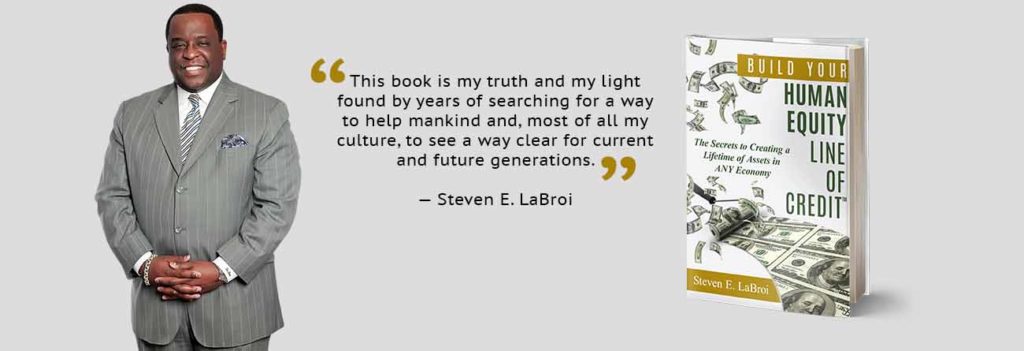 “ This book is my truth and my light
found by years of searching for a way
to help mankind and, most of all my
culture, to see a way clear for current
and future generations. ”
— Steven E. LaBroi
BUILD YOUR
HUMAN
EQUITY
LINE
OF
CREDIT™
The Secrets to Creating a
Lifetime of Assets in
ANY Economy
Steven E. LaBroi